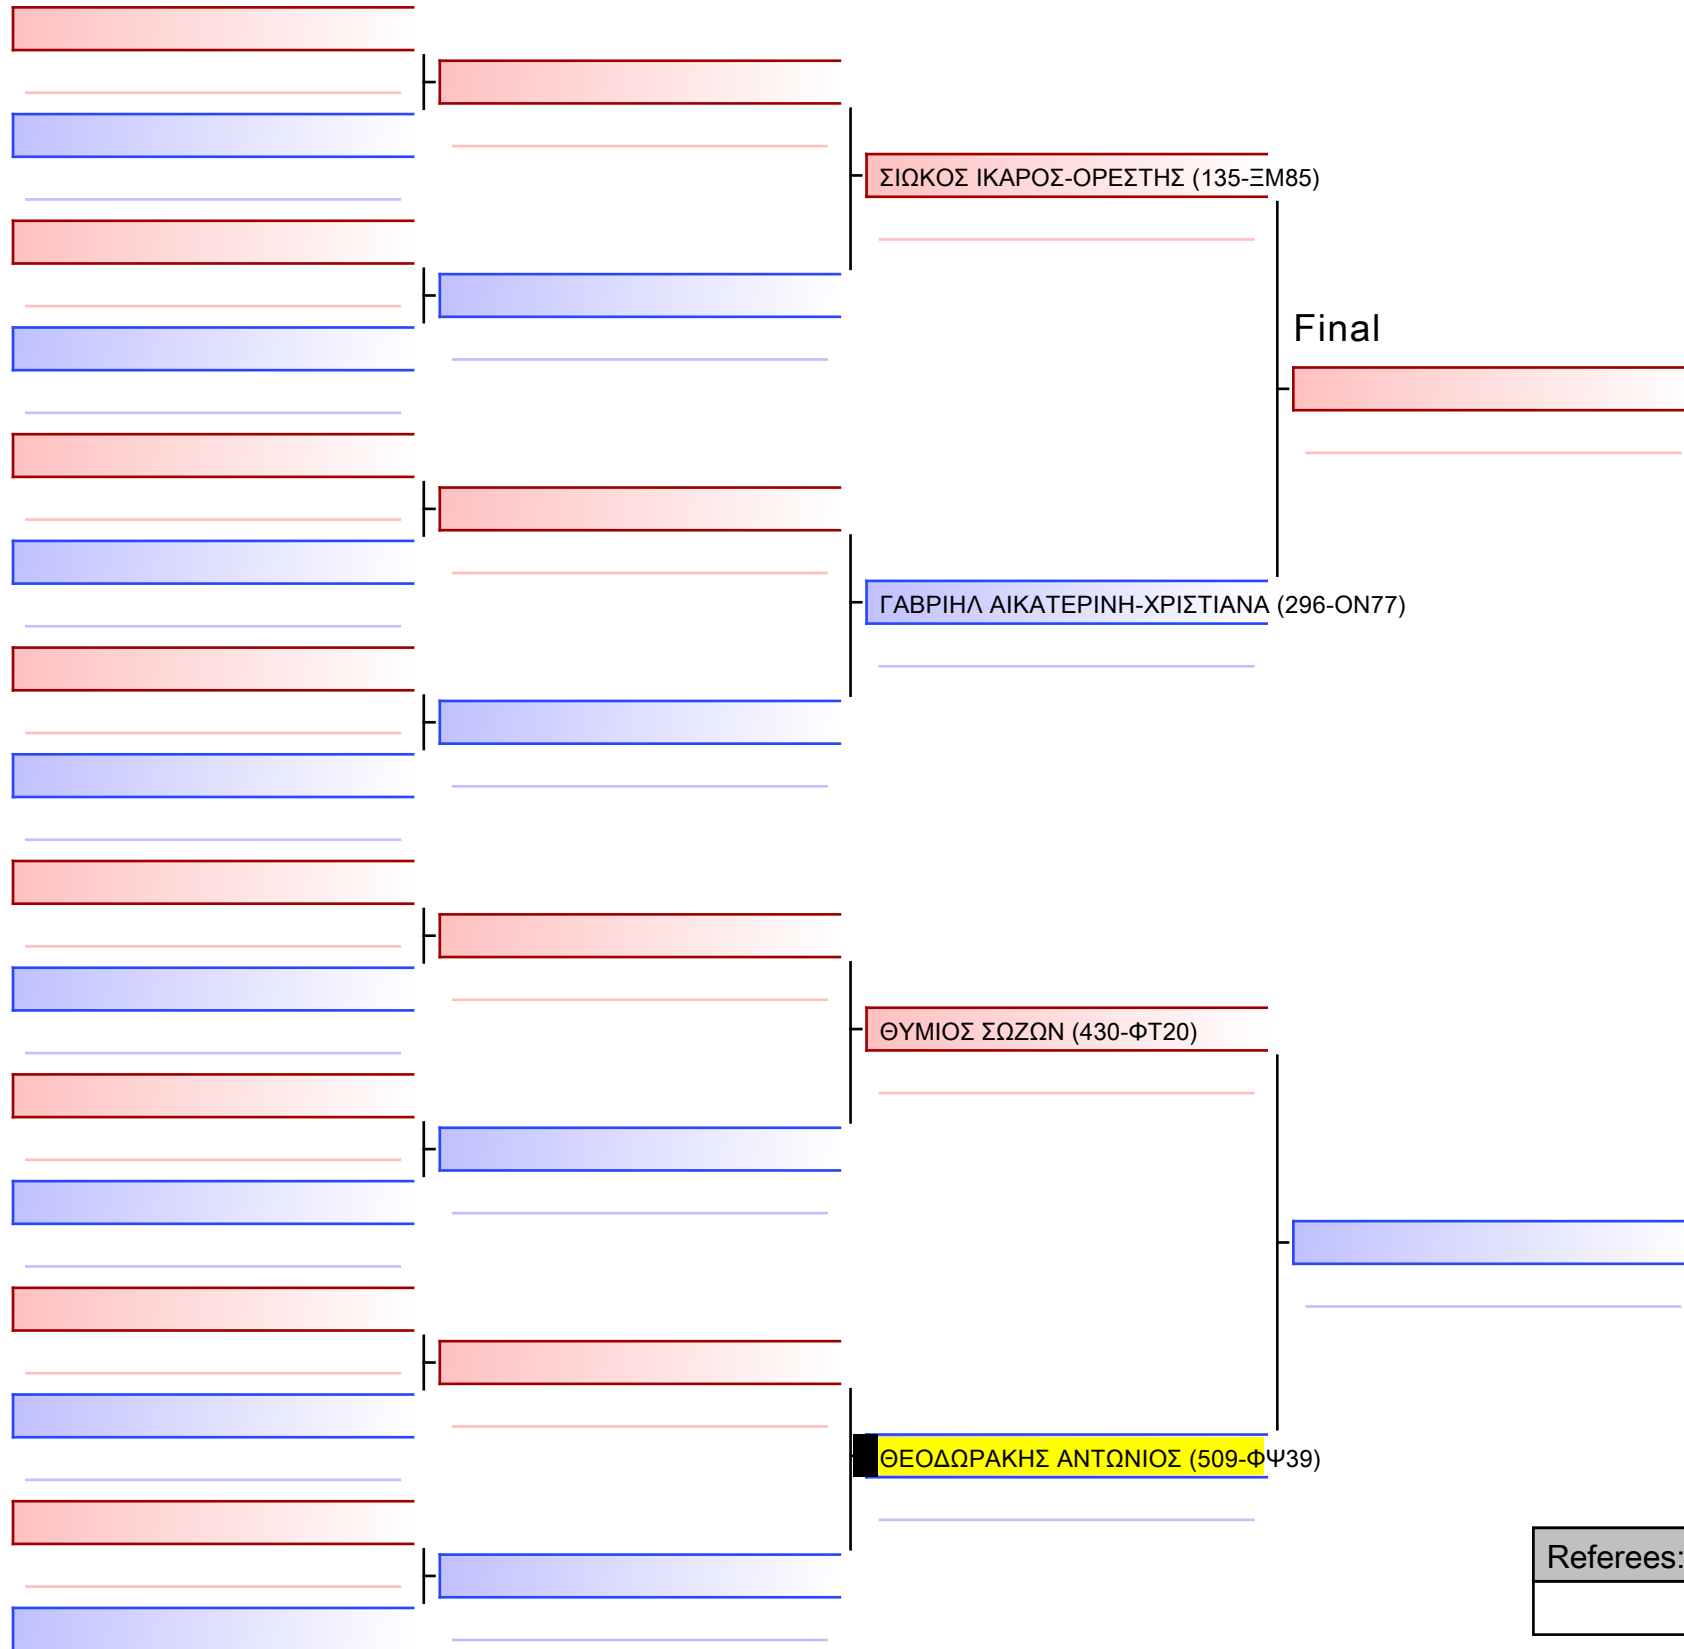 ΣΙΩΚΟΣ ΙΚΑΡΟΣ-ΟΡΕΣΤΗΣ (135-ΞΜ85)
Final
ΓΑΒΡΙΗΛ ΑΙΚΑΤΕΡΙΝΗ-ΧΡΙΣΤΙΑΝΑ (296-ΟΝ77)
ΘΥΜΙΟΣ ΣΩΖΩΝ (430-ΦΤ20)
ΘΕΟΔΩΡΑΚΗΣ ΑΝΤΩΝΙΟΣ (509-ΦΨ39)
Referees: